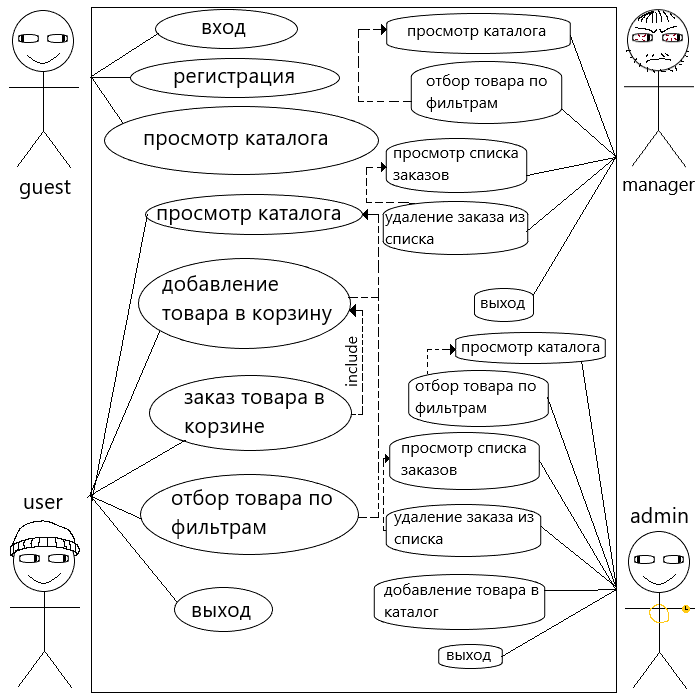 вход
регистрация
просмотр каталога
guest
просмотр каталога
добавление
товара в корзину
include
заказ товара в
корзине
отбор товара по
фильтрам
выход
user
просмотр каталога
отбор товара по
фильтрам
просмотр списка
заказов
удаление заказа из
списка
выход
manager
просмотр каталога
отбор товара по
фильтрам
просмотр списка
заказов
удаление заказа из
списка
добавление товара в
каталог
выход
admin